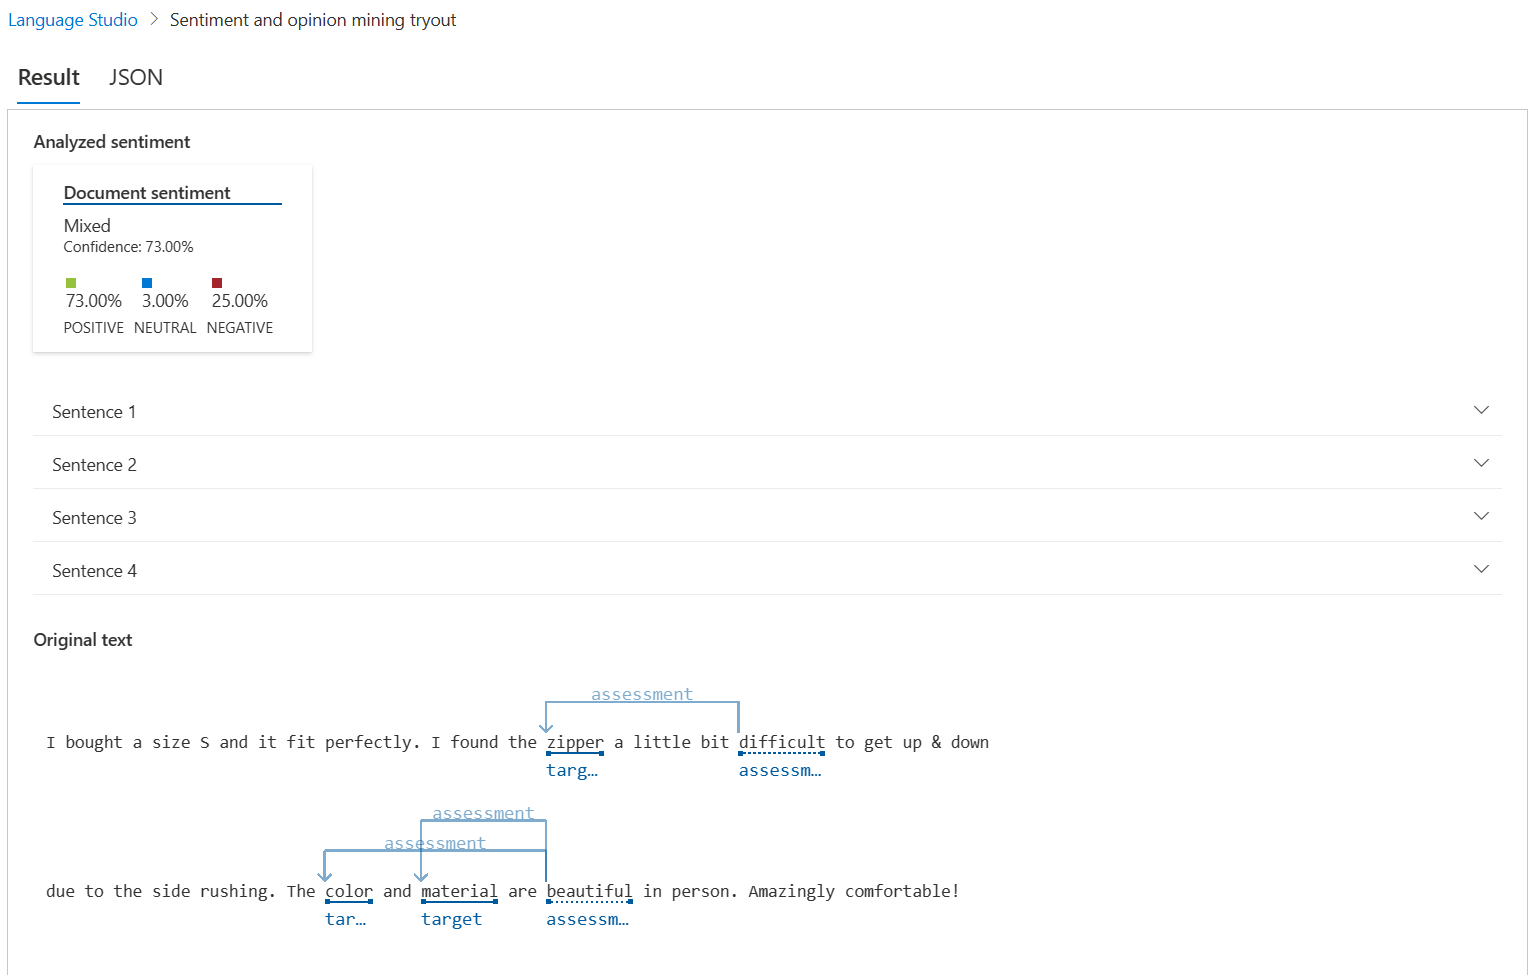 Language Studio > Sentiment and opinion mining tryout
Result JSON
Analyzed sentiment
Document sentiment
Mixed
Confidence: 73.00%
73.00% 3.00% 25.00%
POSITIVE NEUTRAL NEGATIVE
Sentence 1
Sentence 2
Sentence 3
Sentence 4
Original text
assessment
I bought a size S and it fit perfectly. I found the zipper a little bit difficult to get up & down
targ… assessm…
assessment
assessment
due to the side rushing. The color and material are beautiful in person. Amazingly comfortable!
tar… target assessm…